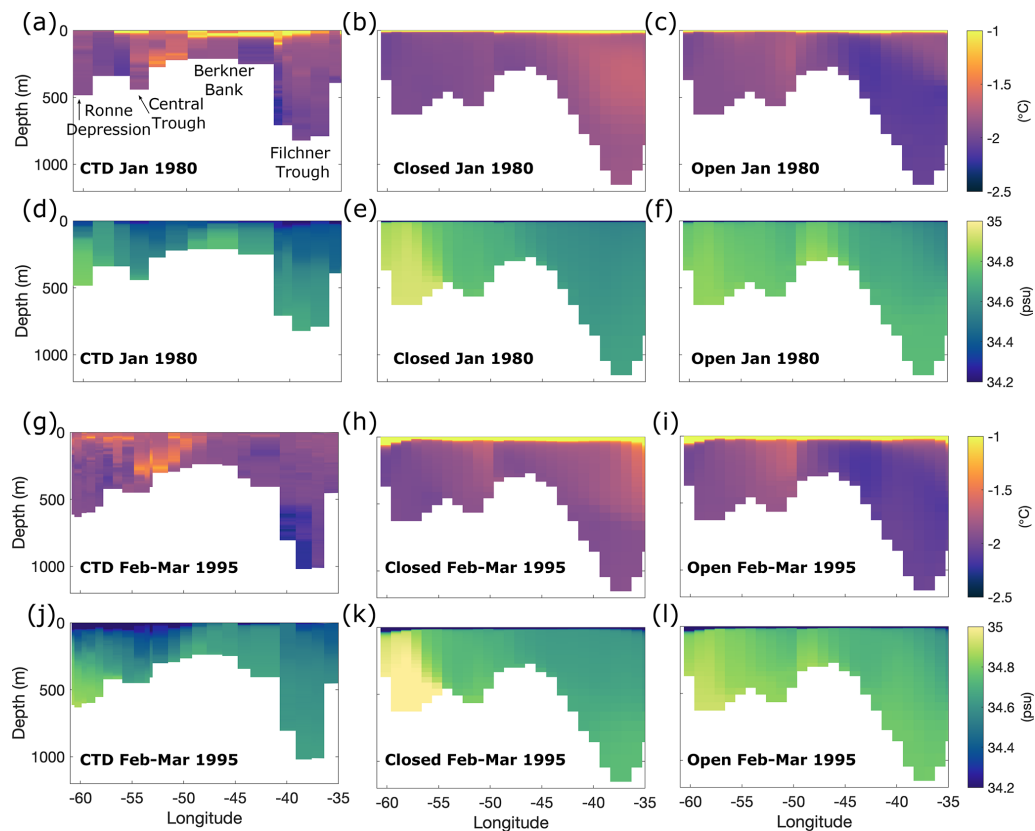 (a) (b) (c)
0 -1
Berkner
Bank
500 Ronne Central
Depression Trough
Filchner
Trough
1000
Depth (m)
CTD Jan 1980 Closed Jan 1980 Open Jan 1980
-1.5
-2
-2.5
(°C)
(d) (e) (f)
0 35
500
1000
Depth (m)
CTD Jan 1980 Closed Jan 1980 Open Jan 1980
34.8
34.6
34.4
34.2
(psu)
(g) (h) (i)
0 -1
500
1000
Depth (m)
CTD Feb-Mar 1995 Closed Feb-Mar 1995 Open Feb-Mar 1995
-1.5
-2
-2.5
(°C)
(j) (k) (l)
0 35
500
1000
Depth (m)
CTD Feb-Mar 1995 Closed Feb-Mar 1995 Open Feb-Mar 1995
34.8
34.6
34.4
34.2
(psu)
-60 -55 -50 -45 -40 -35 -60 -55 -50 -45 -40 -35 -60 -55 -50 -45 -40 -35
Longitude Longitude Longitude